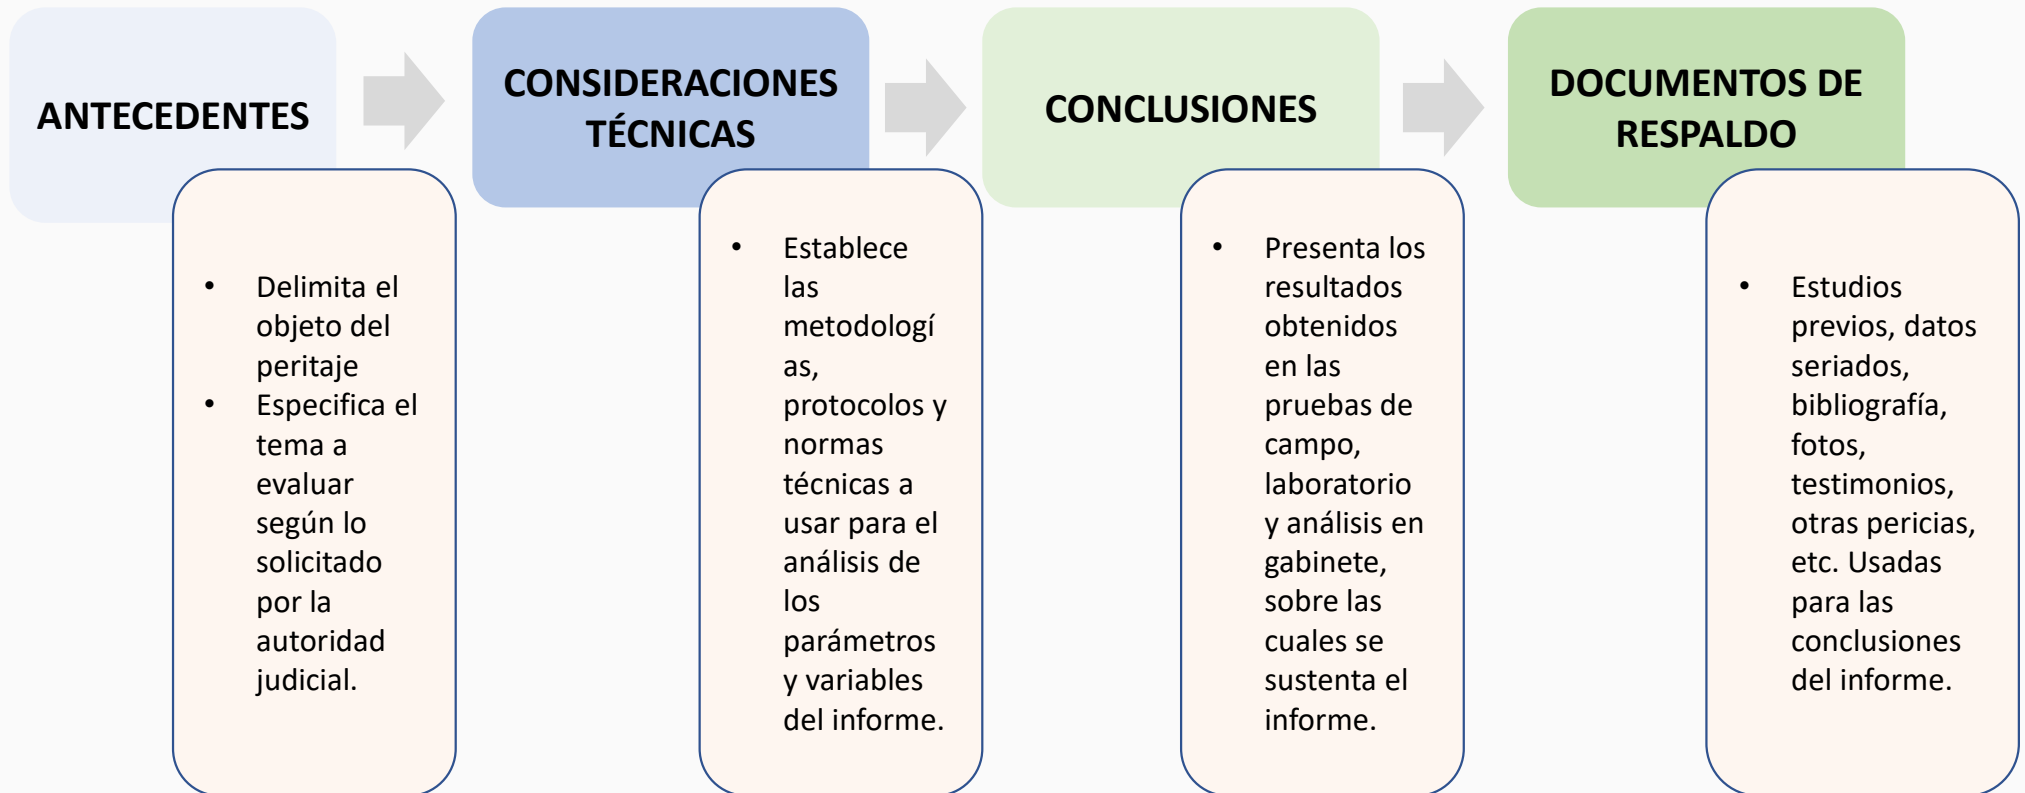 ANTECEDENTES
• Delimita el
objeto del
peritaje
• Especifica el
tema a
evaluar
según lo
solicitado
por la
autoridad
judicial.
CONSIDERACIONES
TÉCNICAS
• Establece
las
metodologí
as,
protocolos y
normas
técnicas a
usar para el
análisis de
los
parámetros
y variables
del informe.
CONCLUSIONES
• Presenta los
resultados
obtenidos
en las
pruebas de
campo,
laboratorio
y análisis en
gabinete,
sobre las
cuales se
sustenta el
informe.
DOCUMENTOS DE
RESPALDO
• Estudios
previos, datos
seriados,
bibliografía,
fotos,
testimonios,
otras pericias,
etc. Usadas
para las
conclusiones
del informe.